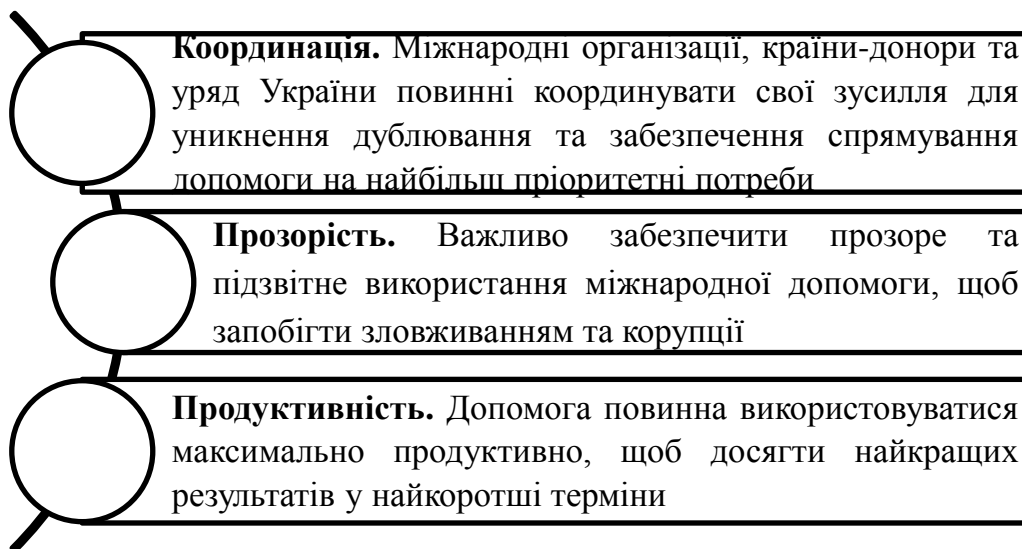 Координація. Міжнародні організації, країни-донори та
уряд України повинні координувати свої зусилля для
уникнення дублювання та забезпечення спрямування
допомоги на найбільш пріоритетні потреби
Прозорість. Важливо забезпечити прозоре та
підзвітне використання міжнародної допомоги, щоб
запобігти зловживанням та корупції
Продуктивність. Допомога повинна використовуватися
максимально продуктивно, щоб досягти найкращих
результатів у найкоротші терміни